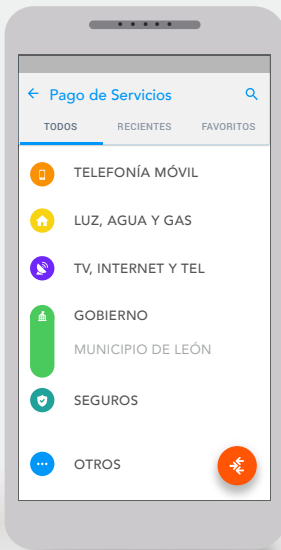 Pago de Servicios
TODOS RECIENTES FAVORITOS
TELEFONÍA MÓVIL
LUZ, AGUA Y GAS
TV, INTERNET Y TEL
GOBIERNO
MUNICIPIO DE LEÓN
SEGUROS
OTROS